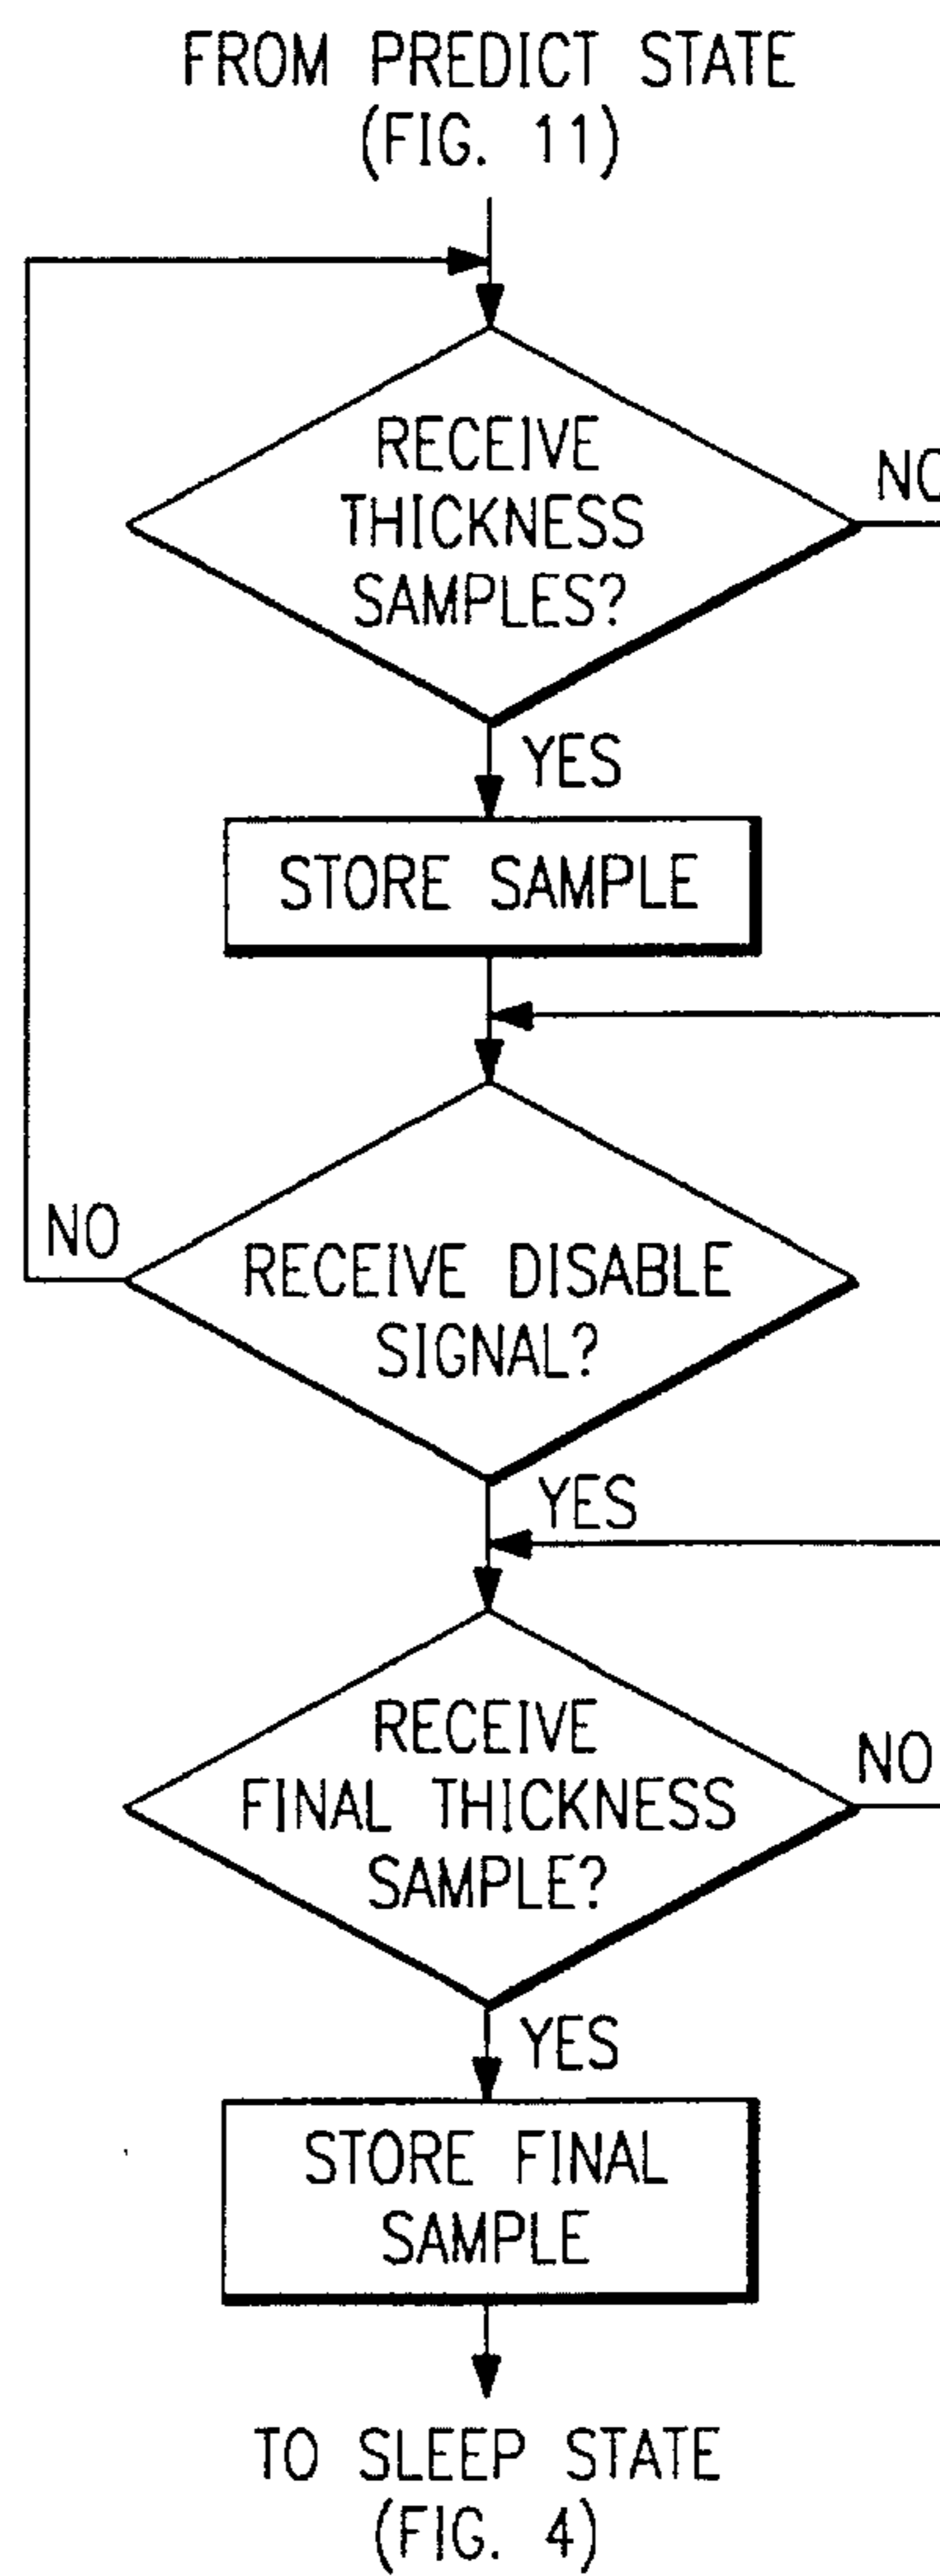 FROM PREDICT STATE
(FIG. 11)
RECEIVE
THICKNESS
SAMPLES?
NO
YES
STORE SAMPLE
NO
RECEIVE DISABLE
SIGNAL?
YES
RECEIVE
FINAL THICKNESS
SAMPLE?
NO
YES
STORE FINAL
SAMPLE
TO SLEEP STATE
(FIG. 4)